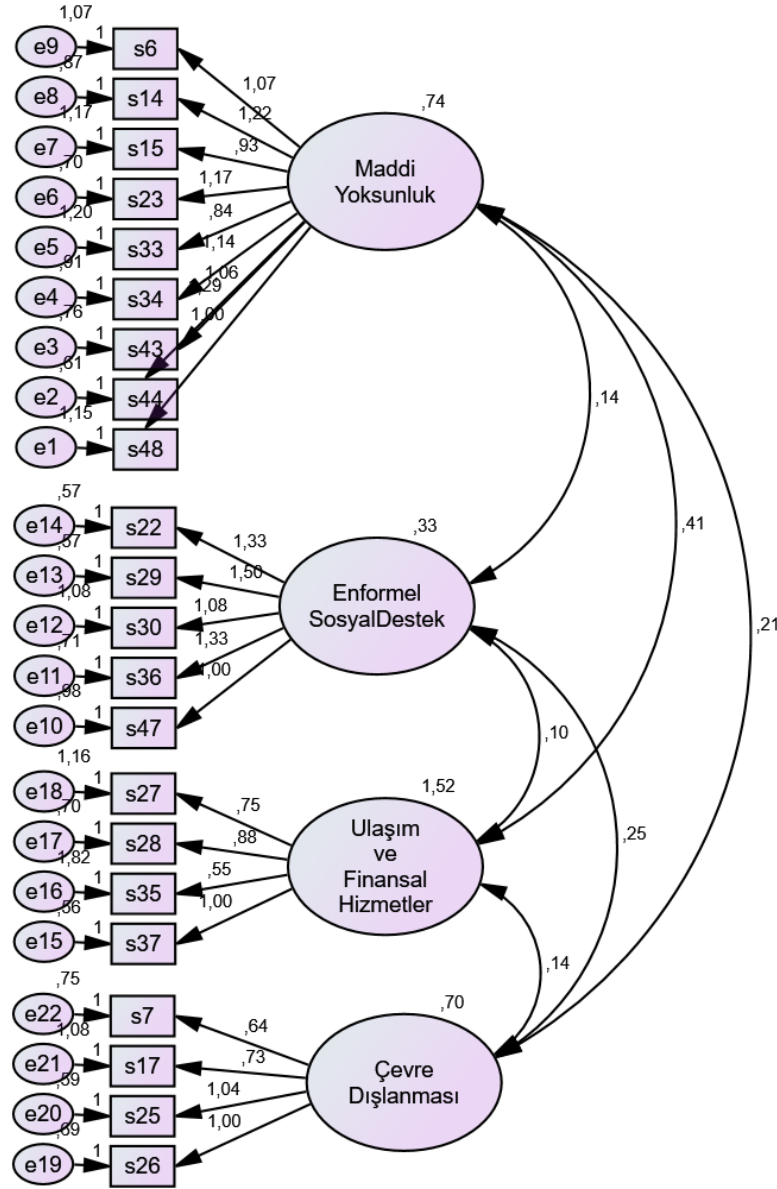 1,07
e9 1 s6
,87
e8 1 s14
1,17
e7 1 s15
,70
e6 1 s23
1,20
e5 1 s33
,91
e4 1 s34
,76
e3 1 s43
,61
e2 1 s44
1,15
e1 1 s48
1,07
1,22
,93
1,17
,84
1,14
1,06
,29
1,00
,74
Maddi
Yoksunluk
,57
e14 1 s22
,57
e13 1 s29
1,08
e12 1 s30
,71
e11 1 s36
,98
e10 1 s47
1,33
1,50
1,08
1,33
1,00
,33
Enformel
SosyalDestek
1,16
e18 1 s27
,70
e17 1 s28
1,82
e16 1 s35
,56
e15 1 s37
,75
,88
,55
1,00
1,52
Ulaşım
ve
Finansal
Hizmetler
,75
e22 1 s7
1,08
e21 1 s17
,59
e20 1 s25
,69
e19 1 s26
,64
,73
1,04
1,00
,70
Çevre
Dışlanması
,14
,41
,21
,10
,25
,14